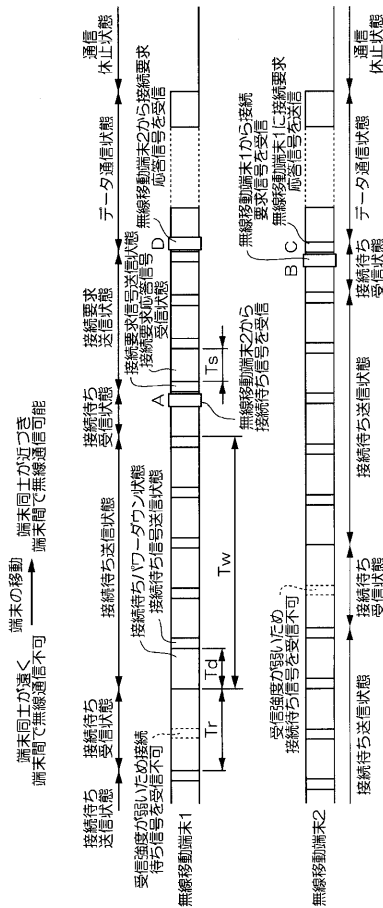 端末の移動
端末同士が遠く
端末間で無線通信不可
端末同士が近づき
端末間で無線通信可能
接続待ち
送信状態
接続待ち
受信状態
接続待ち送信状態
接続待ち
受信状態
接続要求
送信状態
データ通信状態
通信
休止状態
受信強度が弱いため接続
待ち信号を受信不可
接続待ちパワーダウン状態
接続待ち信号送信状態
接続要求信号送信状態
接続要求応答信号
受信状態
無線移動端末2から接続要求
応答信号を受信
無線移動端末1
Tr
Td
Tw
A
Ts
D
無線移動端末2から
接続待ち信号を受信
無線移動端末1から接続
要求信号を受信
無線移動端末1に接続要求
応答信号を送信
受信強度が弱いため
接続待ち信号を受信不可
無線移動端末2
B
C
接続待ち送信状態
接続待ち
受信状態
接続待ち送信状態
接続待ち
受信状態
データ通信状態
通信
休止状態